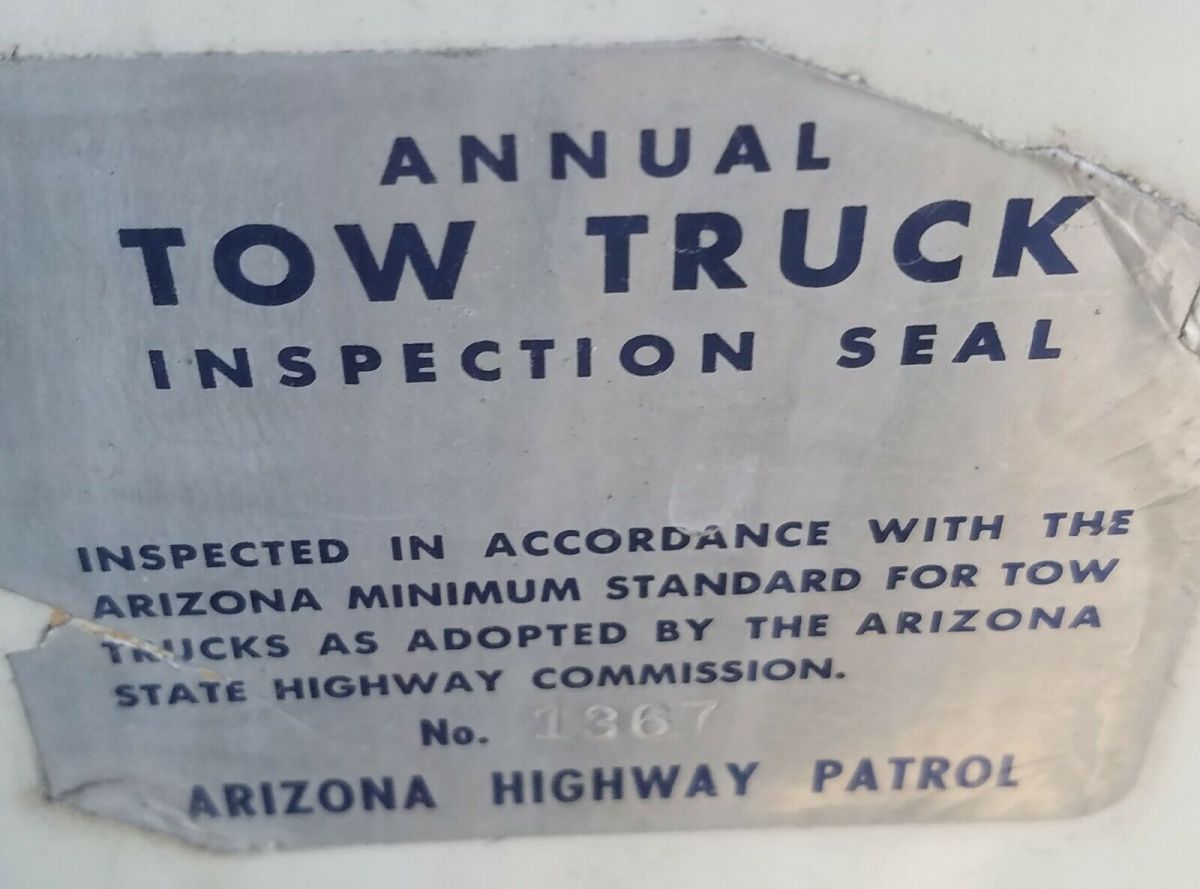 ANNUAL
TOW TRUCK
INSPECTION SEAL
INSPECTED IN ACCORDANCE WITH THE
ARIZONA MINIMUM STANDARD FOR TOW
TRUCKS AS ADOPTED BY THE ARIZONA
STATE HIGHWAY COMMISSION.
No. 1367
ARIZONA HIGHWAY PATROL